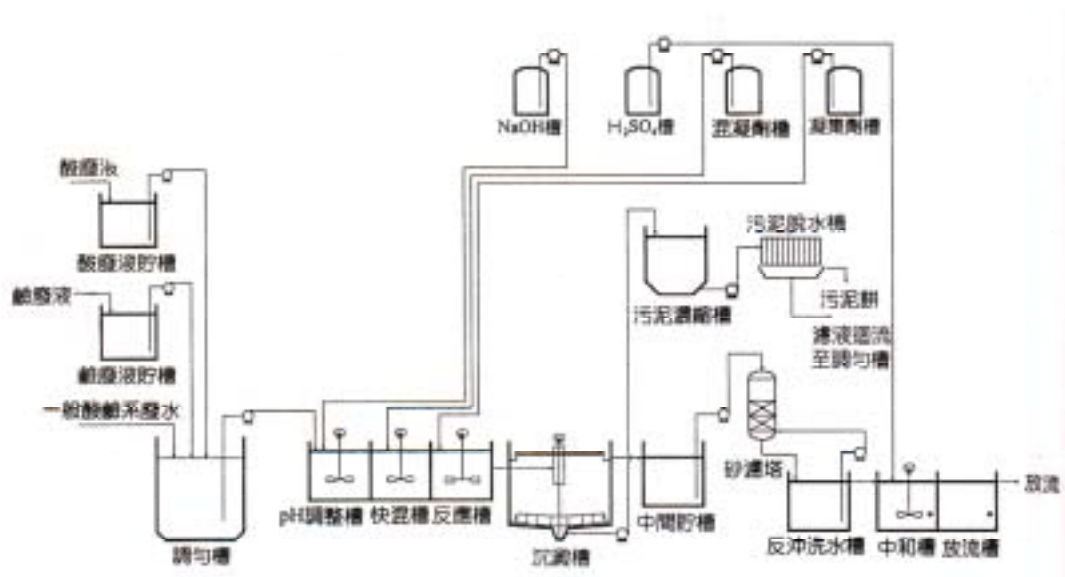 NaOH槽
H₂SO₄槽
混凝劑槽
凝集劑槽
酸廢液
酸廢液貯槽
鹼廢液
鹼廢液貯槽
一般酸鹼系廢水
調勻槽
pH調整槽
快混槽
反應槽
沉澱槽
污泥濃縮槽
污泥脫水機
污泥餅
濾液迴流
至調勻槽
中間貯槽
砂濾塔
反沖洗水槽
中和槽
放流槽
放流